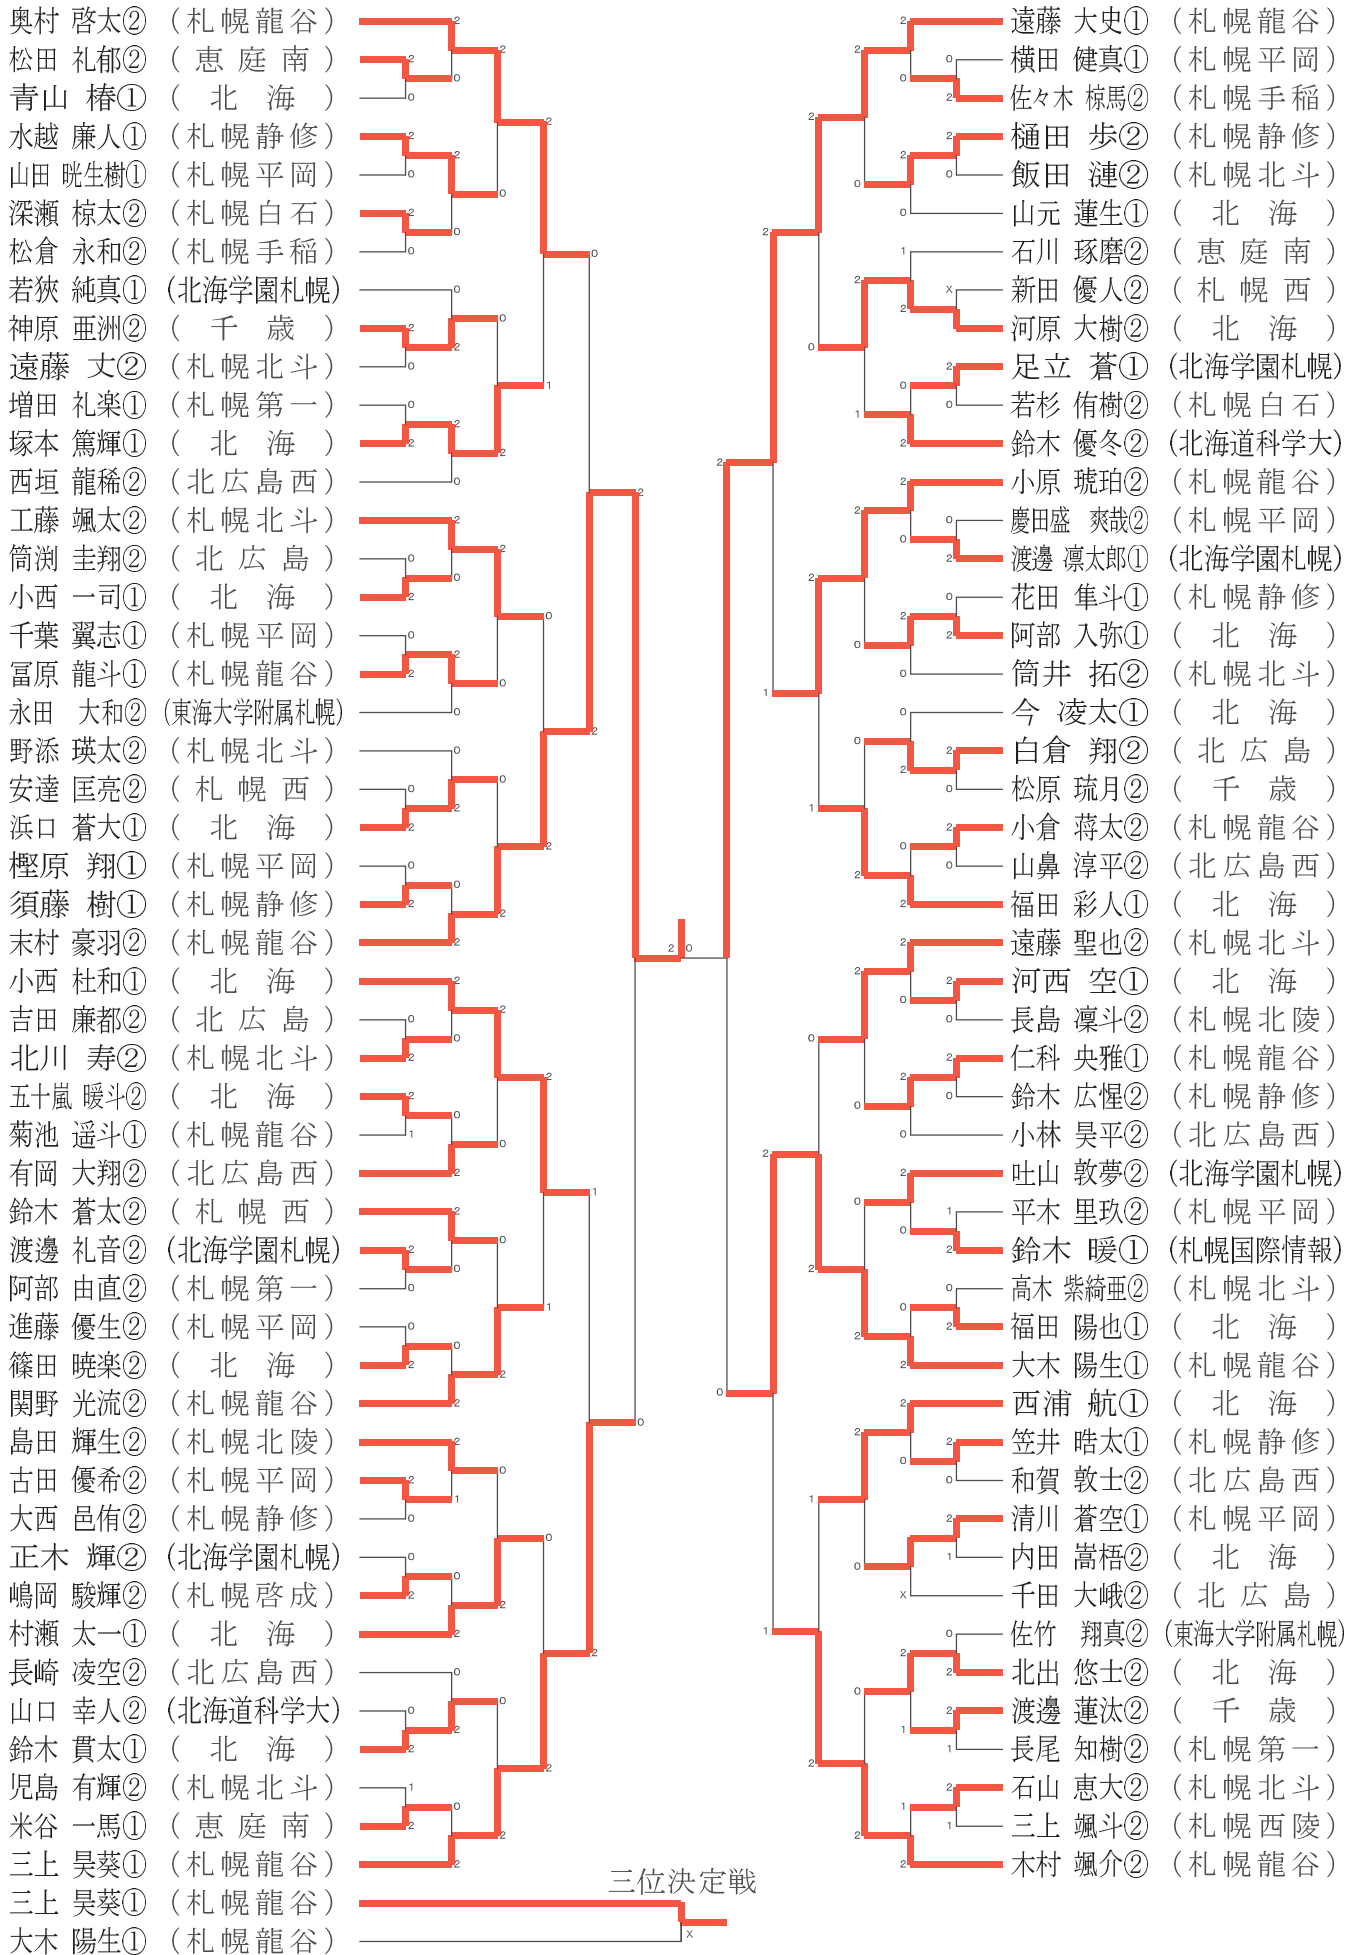 奥村 啓太② (札幌龍谷)
松田 礼郁② (恵庭南)
青山 椿① (北海)
水越 廉人① (札幌静修)
山田 晄生樹① (札幌平岡)
深瀬 椋太② (札幌白石)
松倉 永和② (札幌手稲)
若狹 純真① (北海学園札幌)
神原 亜洲② (千歳)
遠藤 丈② (札幌北斗)
増田 礼楽① (札幌第一)
塚本 篤輝① (北海)
西垣 龍稀② (北広島西)
工藤 颯太② (札幌北斗)
筒渕 圭翔② (北広島)
小西 一司① (北海)
千葉 翼志① (札幌平岡)
冨原 龍斗① (札幌龍谷)
永田 大和② (東海大学附属札幌)
野添 瑛太② (札幌北斗)
安達 匡亮② (札幌西)
浜口 蒼大① (北海)
樫原 翔① (札幌平岡)
須藤 樹① (札幌静修)
末村 豪羽② (札幌龍谷)
小西 杜和① (北海)
吉田 廉都② (北広島)
北川 寿② (札幌北斗)
五十嵐 暖斗② (北海)
菊池 遥斗① (札幌龍谷)
有岡 大翔② (北広島西)
鈴木 蒼太② (札幌西)
渡邊 礼音② (北海学園札幌)
阿部 由直② (札幌第一)
進藤 優生② (札幌平岡)
篠田 暁楽② (北海)
関野 光流② (札幌龍谷)
島田 輝生② (札幌北陵)
古田 優希② (札幌平岡)
大西 邑侑② (札幌静修)
正木 輝② (北海学園札幌)
嶋岡 駿輝② (札幌啓成)
村瀬 太一① (北海)
長崎 凌空② (北広島西)
山口 幸人② (北海道科学大)
鈴木 貫太① (北海)
児島 有輝② (札幌北斗)
米谷 一馬① (恵庭南)
三上 昊葵① (札幌龍谷)
三上 昊葵① (札幌龍谷)
大木 陽生① (札幌龍谷)
三位決定戦
X
2 0
遠藤 大史① (札幌龍谷)
横田 健真① (札幌平岡)
佐々木 椋馬② (札幌手稲)
樋田 歩② (札幌静修)
飯田 漣② (札幌北斗)
山元 蓮生① (北海)
石川 琢磨② (恵庭南)
新田 優人② (札幌西)
河原 大樹② (北海)
足立 蒼① (北海学園札幌)
若杉 侑樹② (札幌白石)
鈴木 優冬② (北海道科学大)
小原 琥珀② (札幌龍谷)
慶田盛 爽哉② (札幌平岡)
渡邊 凛太郎① (北海学園札幌)
花田 隼斗① (札幌静修)
阿部 入弥① (北海)
筒井 拓② (札幌北斗)
今 凌太① (北海)
白倉 翔② (北広島)
松原 琉月② (千歳)
小倉 蒋太② (札幌龍谷)
山鼻 淳平② (北広島西)
福田 彩人① (北海)
遠藤 聖也② (札幌北斗)
河西 空① (北海)
長島 凜斗② (札幌北陵)
仁科 央雅① (札幌龍谷)
鈴木 広惺② (札幌静修)
小林 昊平② (北広島西)
吐山 敦夢② (北海学園札幌)
平木 里玖② (札幌平岡)
鈴木 暖① (札幌国際情報)
高木 紫綺亜② (札幌北斗)
福田 陽也① (北海)
大木 陽生① (札幌龍谷)
西浦 航① (北海)
笠井 晧太① (札幌静修)
和賀 敦士② (北広島西)
清川 蒼空① (札幌平岡)
内田 嵩梧② (北海)
千田 大峨② (北広島)
佐竹 翔真② (東海大学附属札幌)
北出 悠士② (北海)
渡邊 蓮汰② (千歳)
長尾 知樹② (札幌第一)
石山 恵大② (札幌北斗)
三上 颯斗② (札幌西陵)
木村 颯介② (札幌龍谷)